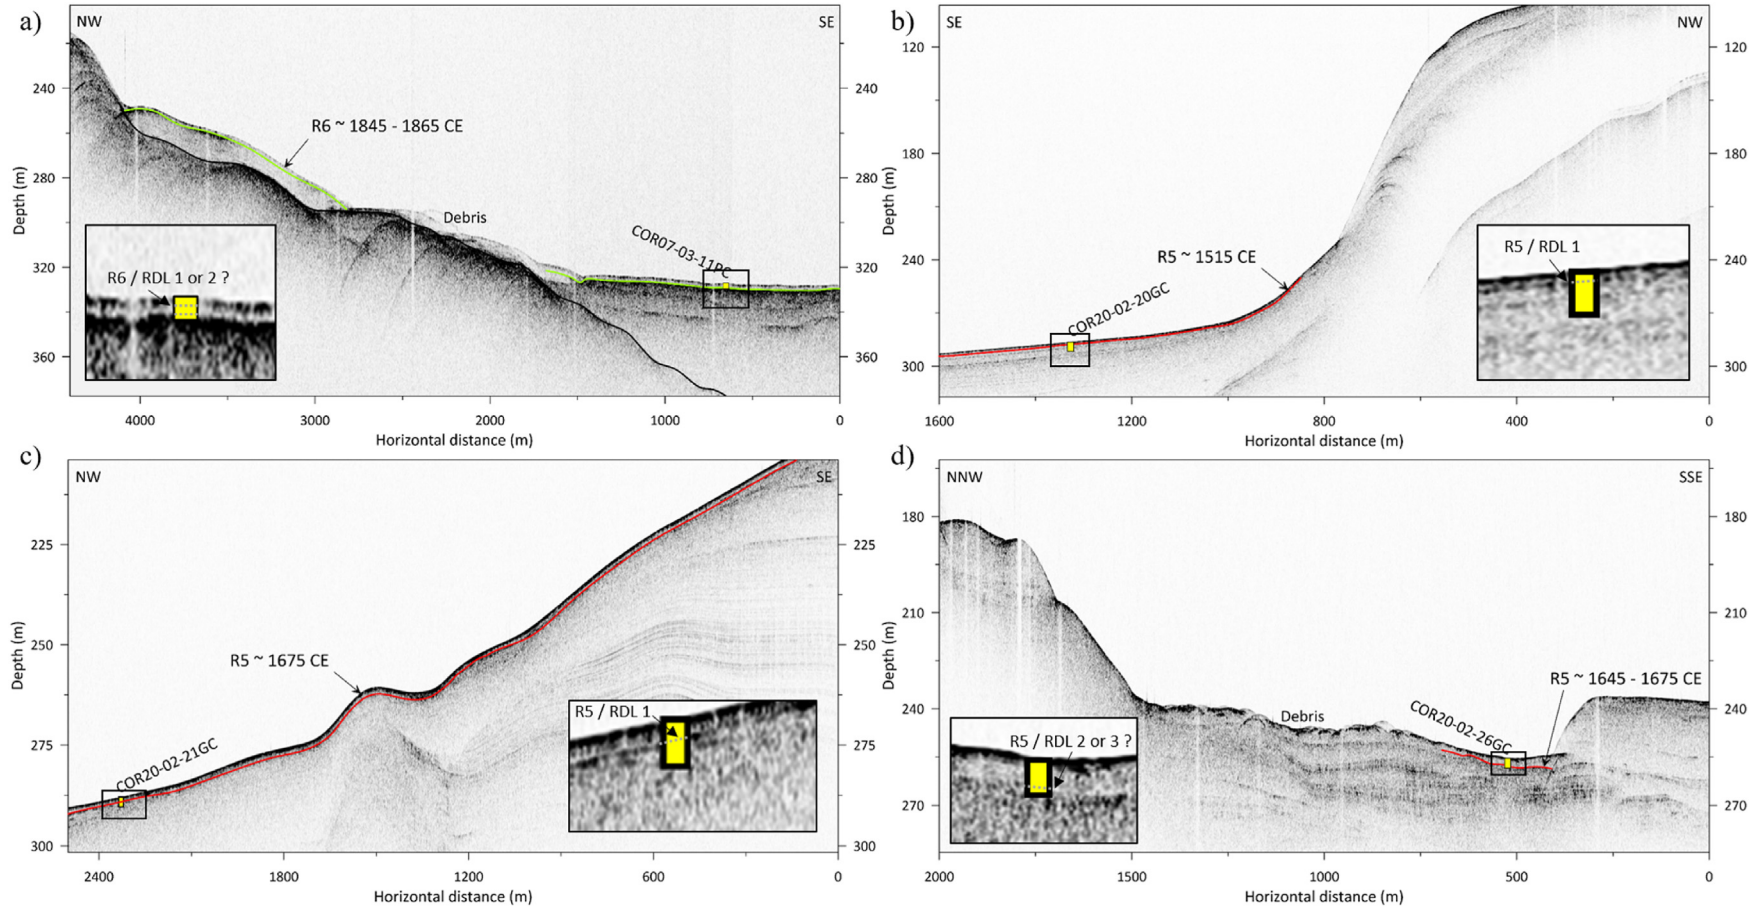 a)
NW
SE
240
280
320
360
Depth (m)
R6 ~ 1845 - 1865 CE
Debris
COR07-03-11PC
R6 / RDL 1 or 2 ?
240
280
320
360
4000
3000
2000
1000
0
Horizontal distance (m)
b)
SE
NW
120
180
240
300
Depth (m)
R5 ~ 1515 CE
COR20-02-20GC
R5 / RDL 1
120
180
240
300
1600
1200
800
400
0
Horizontal distance (m)
c)
NW
SE
225
250
275
300
Depth (m)
R5 ~ 1675 CE
COR20-02-21GC
R5 / RDL 1
225
250
275
300
2400
1800
1200
600
0
Horizontal distance (m)
d)
NNW
SSE
180
210
240
270
Depth (m)
R5 ~ 1645 - 1675 CE
COR20-02-26GC
Debris
R5 / RDL 2 or 3 ?
180
210
240
270
2000
1500
1000
500
0
Horizontal distance (m)